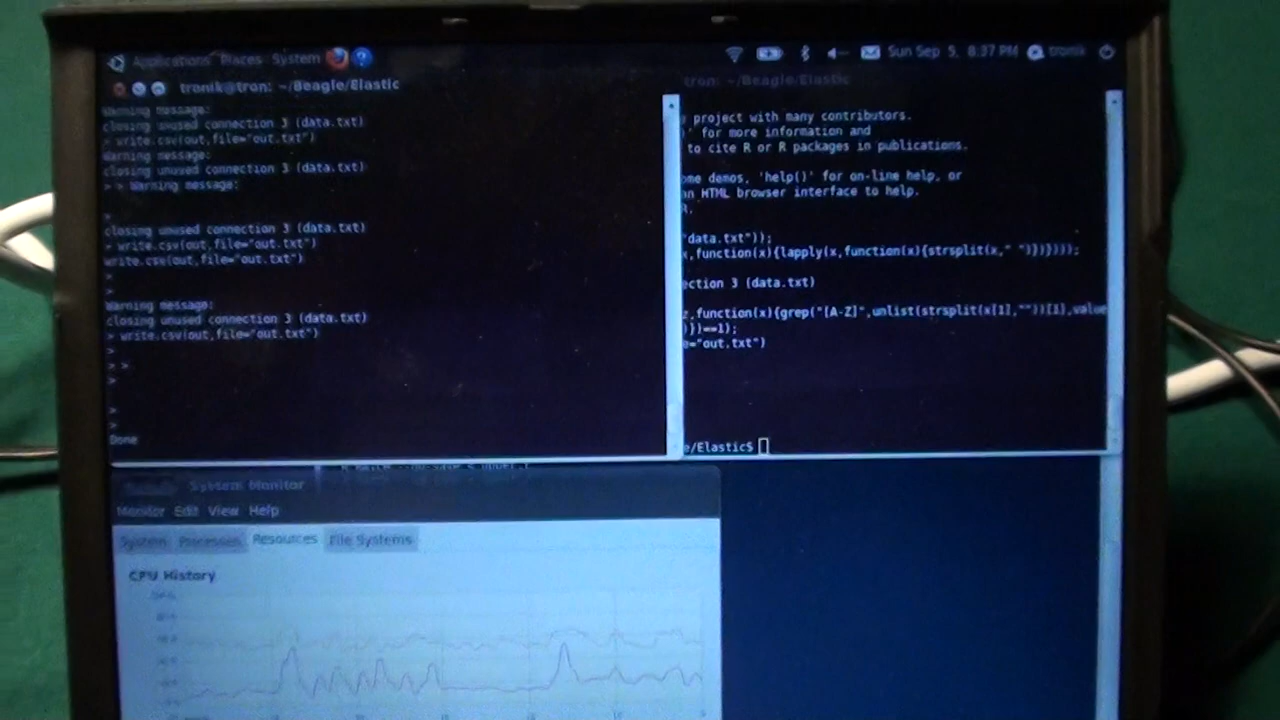 Applications Places System Sun Sep 5, 8:37 PM tronik
tronik@tron: ~/Beagle/Elastic
Warning message:
closing unused connection 3 (data.txt)
> write.csv(out,file="out.txt")
Warning message:
closing unused connection 3 (data.txt)
> > Warning message:
>
closing unused connection 3 (data.txt)
> write.csv(out,file="out.txt")
write.csv(out,file="out.txt")
>
>
Warning message:
closing unused connection 3 (data.txt)
> write.csv(out,file="out.txt")
>
> >
>
>
>
Done
tron: ~/Beagle/Elastic
project with many contributors.
' for more information and
to cite R or R packages in publications.
ome demos, 'help()' for on-line help, or
an HTML browser interface to help.
R.
"data.txt"));
x,function(x){lapply(x,function(x){strsplit(x," ")})}));
ection 3 (data.txt)
z,function(x){grep("[A-Z]",unlist(strsplit(x[1],""))[1],value
)})==1);
e="out.txt")
e/Elastic$
System Monitor
Monitor Edit View Help
System Processes Resources File Systems
CPU History